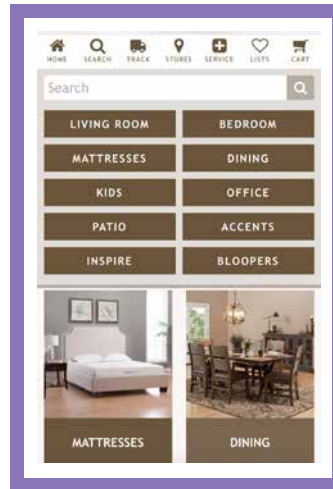 HOME SEARCH TRACK STORES SERVICE LISTS CART
Search
LIVING ROOM BEDROOM
MATTRESSES DINING
KIDS OFFICE
PATIO ACCENTS
INSPIRE BLOOPERS
MATTRESSES DINING